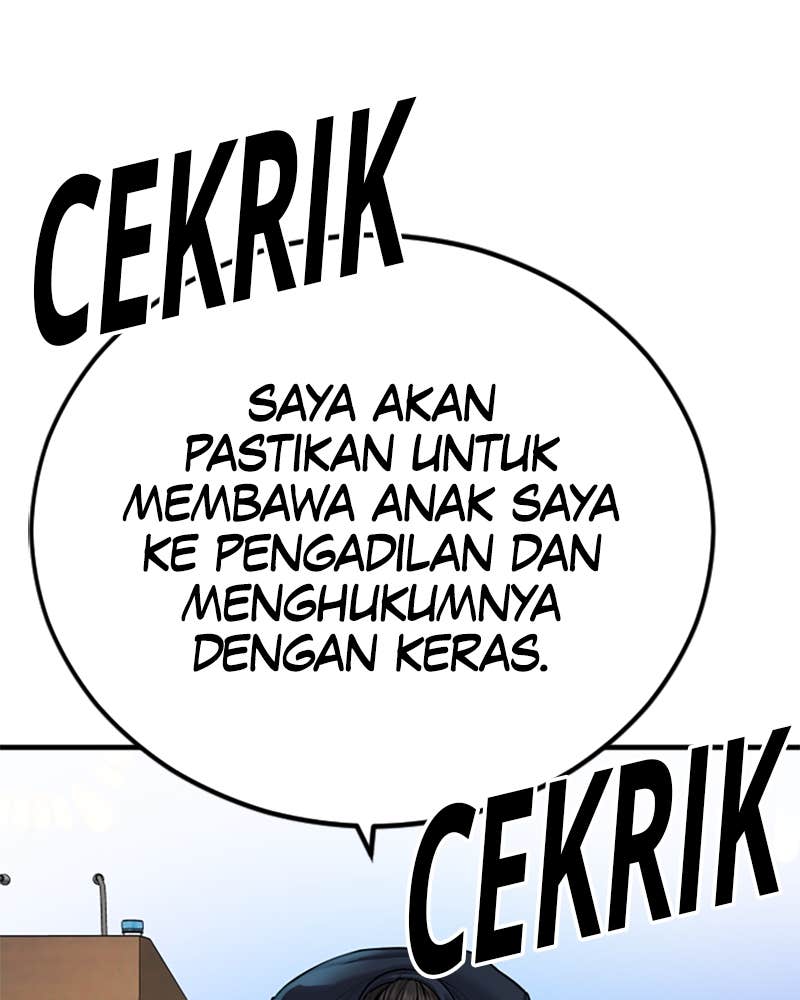 CEKRIK
SAYA AKAN
PASTIKAN UNTUK
MEMBAWA ANAK SAYA
KE PENGADILAN DAN
MENGHUKUMNYA
DENGAN KERAS.
CEKRIK